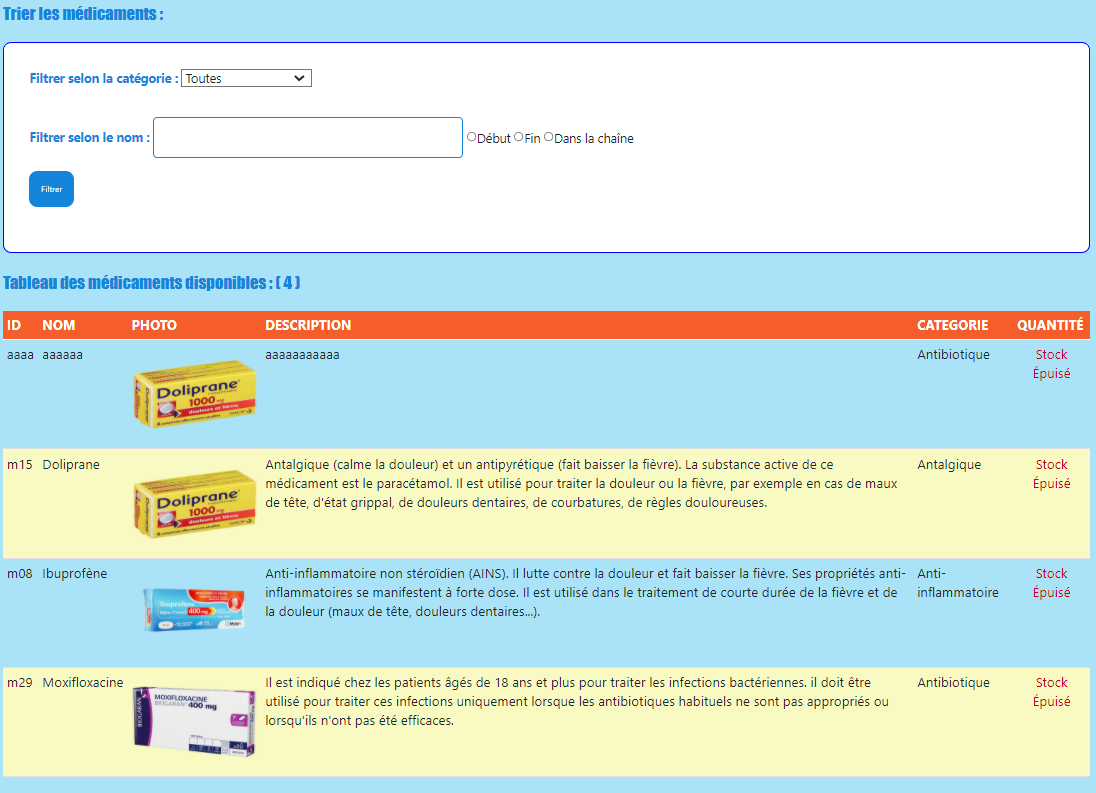 Trier les médicaments :
Filtrer selon la catégorie : Toutes
Filtrer selon le nom : Début Fin Dans la chaîne
Filtrer
Tableau des médicaments disponibles : ( 4 )
ID NOM PHOTO DESCRIPTION CATEGORIE QUANTITÉ
aaaa aaaaaa aaaaaaaaaaa Antibiotique Stock
Épuisé
Doliprane
1000 mg
douleurs et fièvre
m15 Doliprane Antalgique (calme la douleur) et un antipyrétique (fait baisser la fièvre). La substance active de ce Antalgique Stock
médicament est le paracétamol. Il est utilisé pour traiter la douleur ou la fièvre, par exemple en cas de maux Épuisé
de tête, d'état grippal, de douleurs dentaires, de courbatures, de règles douloureuses.
Doliprane
1000 mg
douleurs et fièvre
m08 Ibuprofène Anti-inflammatoire non stéroïdien (AINS). Il lutte contre la douleur et fait baisser la fièvre. Ses propriétés anti- Anti- Stock
inflammatoires se manifestent à forte dose. Il est utilisé dans le traitement de courte durée de la fièvre et de inflammatoire Épuisé
la douleur (maux de tête, douleurs dentaires...).
Ibuprofène
400 mg
Mylan
m29 Moxifloxacine Il est indiqué chez les patients âgés de 18 ans et plus pour traiter les infections bactériennes. il doit être Antibiotique Stock
utilisé pour traiter ces infections uniquement lorsque les antibiotiques habituels ne sont pas appropriés ou Épuisé
lorsqu'ils n'ont pas été efficaces.
MOXIFLOXACINE
BIOGARAN 400 mg
BIOGARAN